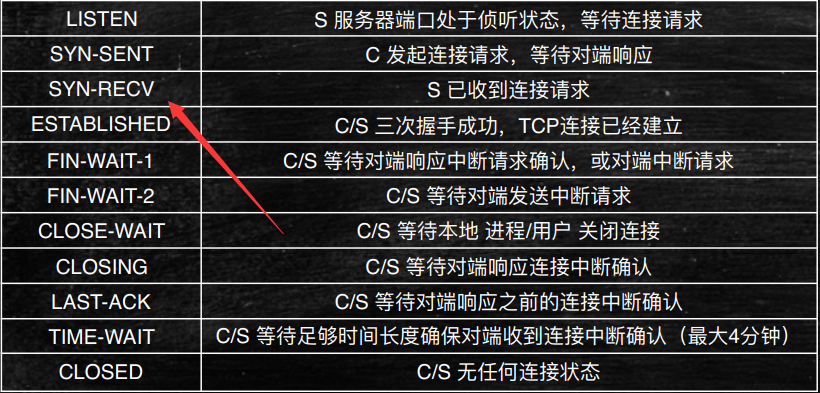 LISTEN S 服务器端口处于侦听状态，等待连接请求
SYN-SENT C 发起连接请求，等待对端响应
SYN-RECV S 已收到连接请求
ESTABLISHED C/S 三次握手成功，TCP连接已经建立
FIN-WAIT-1 C/S 等待对端响应中断请求确认，或对端中断请求
FIN-WAIT-2 C/S 等待对端发送中断请求
CLOSE-WAIT C/S 等待本地 进程/用户 关闭连接
CLOSING C/S 等待对端响应连接中断确认
LAST-ACK C/S 等待对端响应之前的连接中断确认
TIME-WAIT C/S 等待足够时间长度确保对端收到连接中断确认（最大4分钟）
CLOSED C/S 无任何连接状态